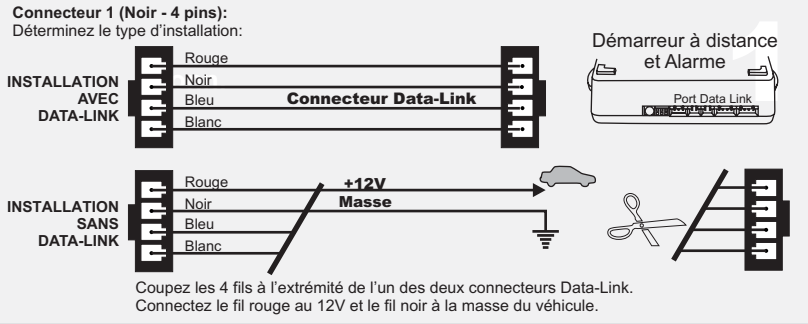 Connecteur 1 (Noir - 4 pins):
Déterminez le type d'installation:
INSTALLATION
AVEC
DATA-LINK
Rouge
Noir
Bleu
Blanc
Connecteur Data-Link
Démarreur à distance
et Alarme
1
Port Data Link
INSTALLATION
SANS
DATA-LINK
Rouge
Noir
Bleu
Blanc
+12V
Masse
Coupez les 4 fils à l'extrémité de l'un des deux connecteurs Data-Link.
Connectez le fil rouge au 12V et le fil noir à la masse du véhicule.